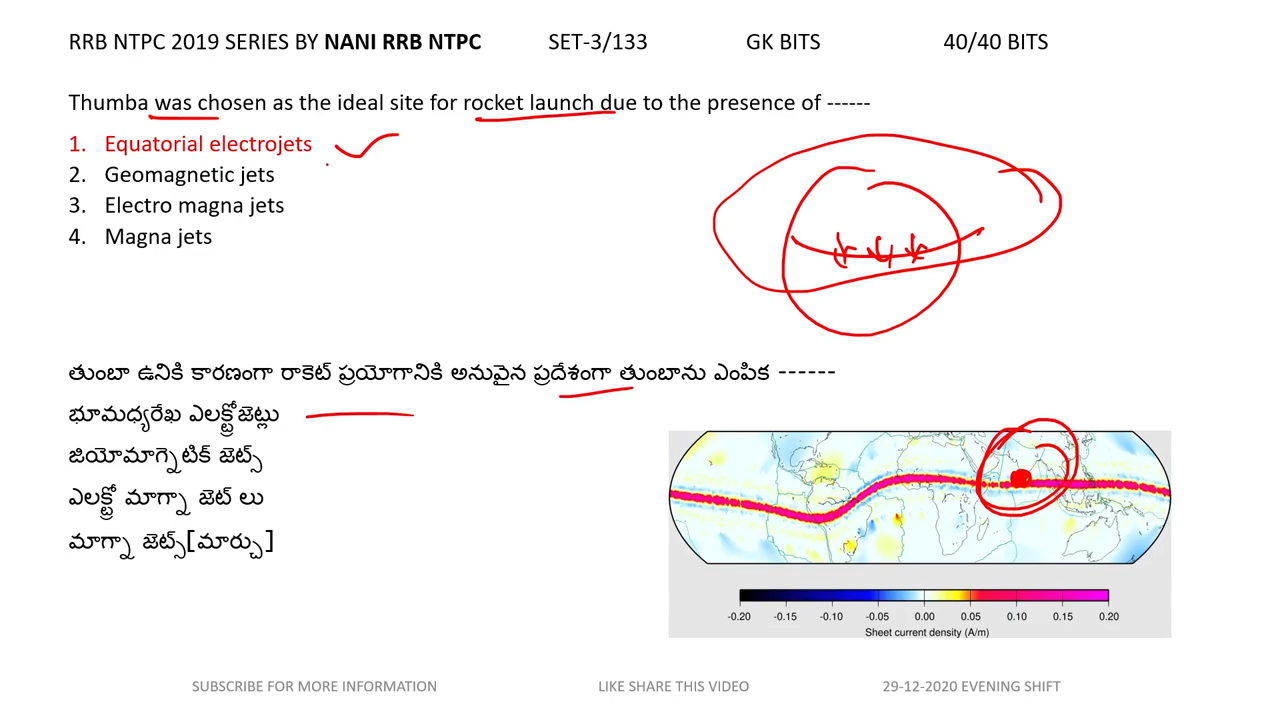 RRB NTPC 2019 SERIES BY NANI RRB NTPC SET-3/133 GK BITS 40/40 BITS
Thumba was chosen as the ideal site for rocket launch due to the presence of ------
1. Equatorial electrojets
2. Geomagnetic jets
3. Electro magna jets
4. Magna jets
తుంబా ఉనికి కారణంగా రాకెట్ ప్రయోగానికి అనువైన ప్రదేశంగా తుంబాను ఎంపిక ------
భూమధ్యరేఖ ఎలక్ట్రోజెట్లు
జియోమాగ్నెటిక్ జెట్స్
ఎలక్ట్రో మాగ్నా జెట్ లు
మాగ్నా జెట్స్[మార్చు]
-0.20 -0.15 -0.10 -0.05 0.00 0.05 0.10 0.15 0.20
Sheet current density (A/m)
SUBSCRIBE FOR MORE INFORMATION LIKE SHARE THIS VIDEO 29-12-2020 EVENING SHIFT